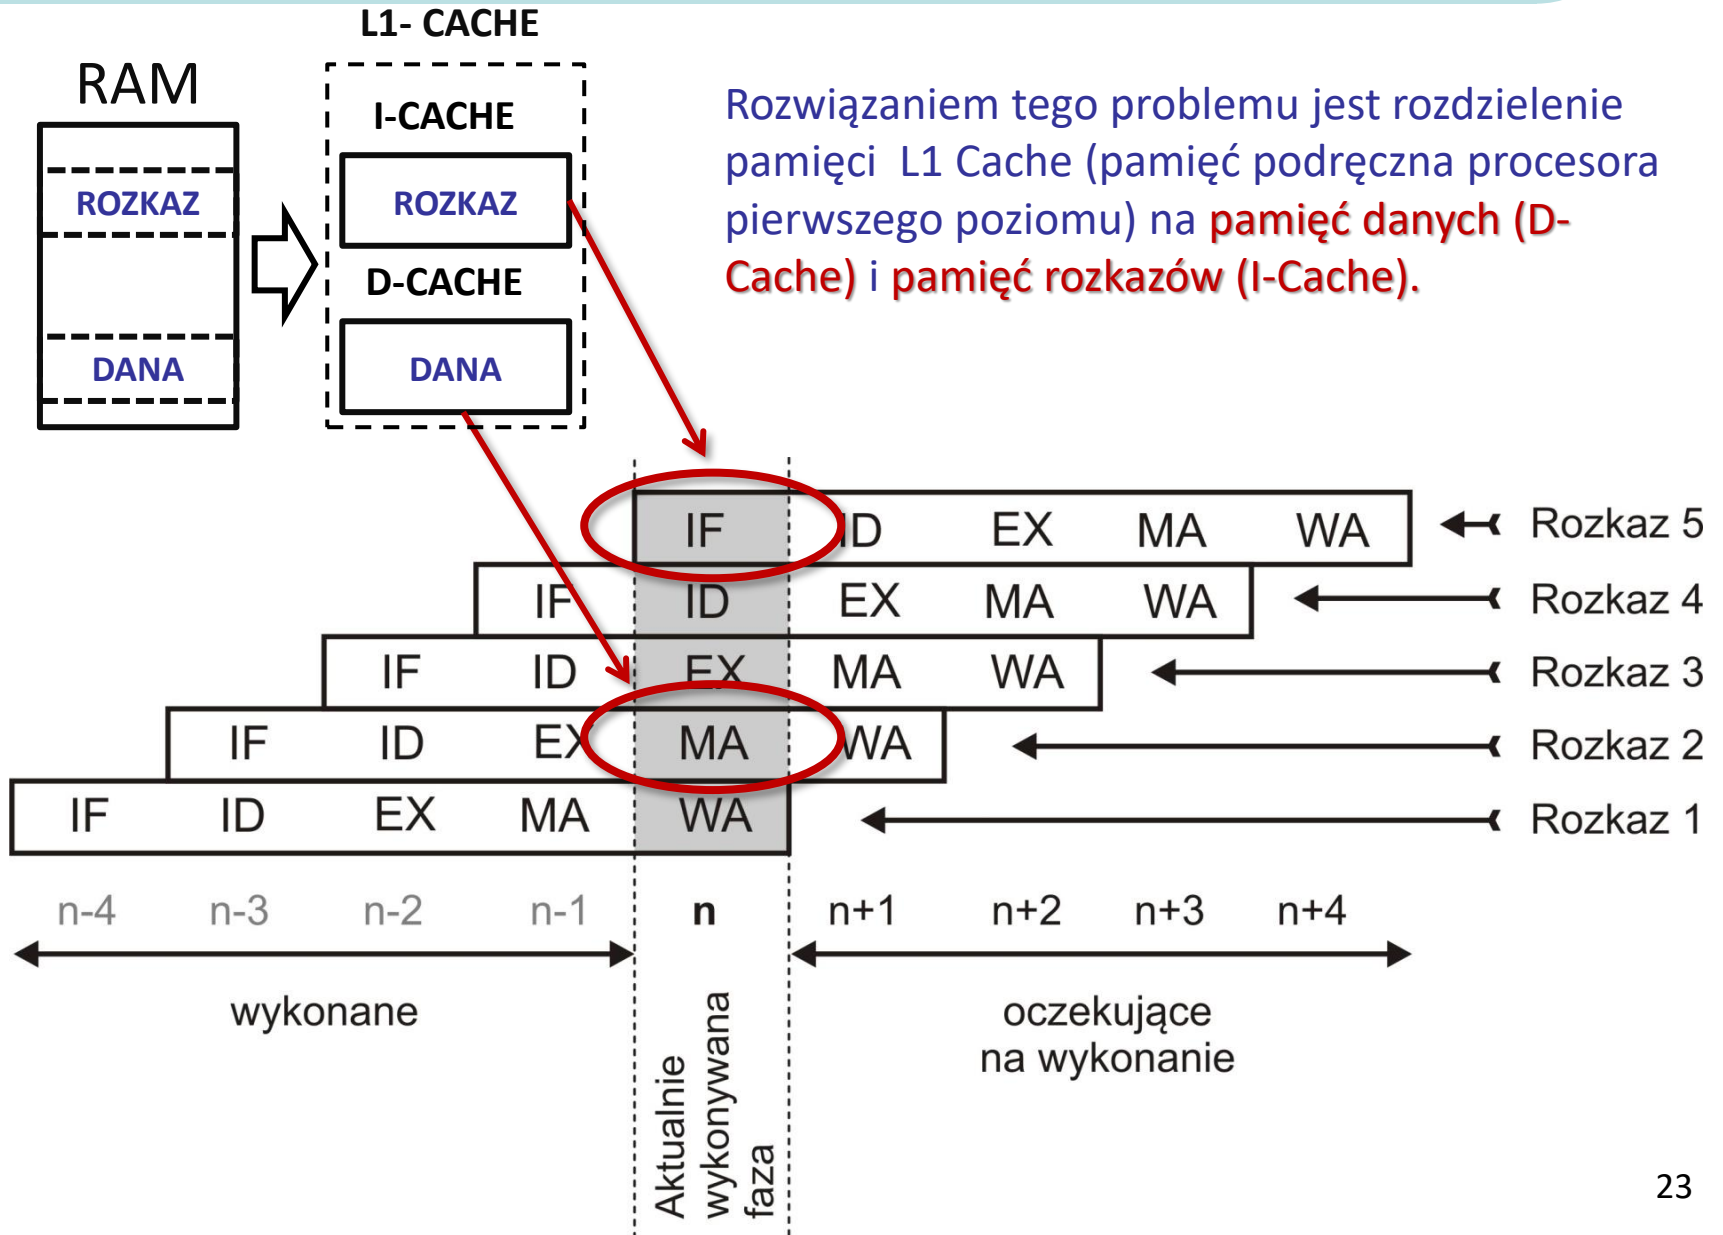 L1- CACHE
RAM
I-CACHE
ROZKAZ
ROZKAZ
D-CACHE
DANA
DANA
Rozwiązaniem tego problemu jest rozdzielenie
pamięci L1 Cache (pamięć podręczna procesora
pierwszego poziomu) na pamięć danych (D-
Cache) i pamięć rozkazów (I-Cache).
IF ID EX MA WA Rozkaz 5
IF ID EX MA WA Rozkaz 4
IF ID EX MA WA Rozkaz 3
IF ID EX MA WA Rozkaz 2
IF ID EX MA WA Rozkaz 1
n-4 n-3 n-2 n-1 n n+1 n+2 n+3 n+4
wykonane
Aktualnie
wykonywana
faza
oczekujące
na wykonanie
23